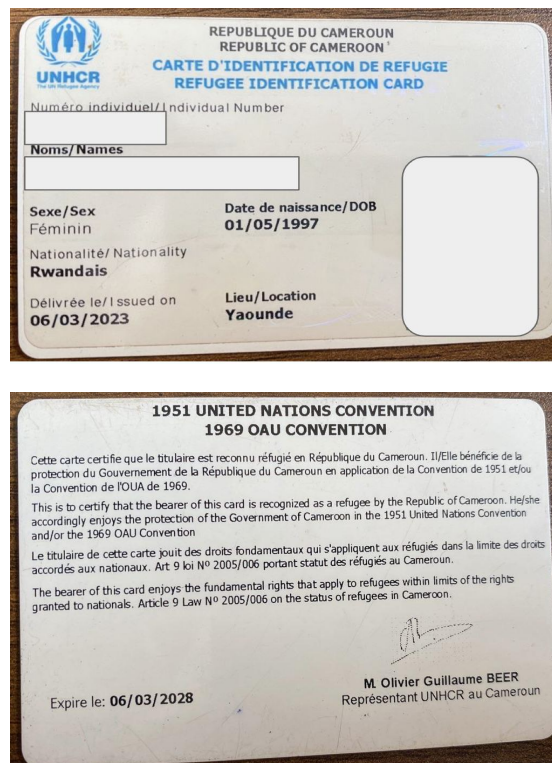 UNHCR
The UN Refugee Agency
REPUBLIQUE DU CAMEROUN
REPUBLIC OF CAMEROON
CARTE D'IDENTIFICATION DE REFUGIE
REFUGEE IDENTIFICATION CARD
Numéro individuel/Individual Number
Noms/Names
Sexe/Sex
Féminin
Date de naissance/DOB
01/05/1997
Nationalité/Nationality
Rwandais
Délivrée le/Issued on
06/03/2023
Lieu/Location
Yaounde
1951 UNITED NATIONS CONVENTION
1969 OAU CONVENTION
Cette carte certifie que le titulaire est reconnu réfugié en République du Cameroun. Il/Elle bénéficie de la
protection du Gouvernement de la République du Cameroun en application de la Convention de 1951 et/ou
la Convention de l'OUA de 1969.
This is to certify that the bearer of this card is recognized as a refugee by the Republic of Cameroon. He/she
accordingly enjoys the protection of the Government of Cameroon in the 1951 United Nations Convention
and/or the 1969 OAU Convention
Le titulaire de cette carte jouit des droits fondamentaux qui s'appliquent aux réfugiés dans la limite des droits
accordés aux nationaux. Art 9 loi Nº 2005/006 portant statut des réfugiés au Cameroun.
The bearer of this card enjoys the fundamental rights that apply to refugees within limits of the rights
granted to nationals. Article 9 Law Nº 2005/006 on the status of refugees in Cameroon.
Expire le: 06/03/2028
M. Olivier Guillaume BEER
Représentant UNHCR au Cameroun